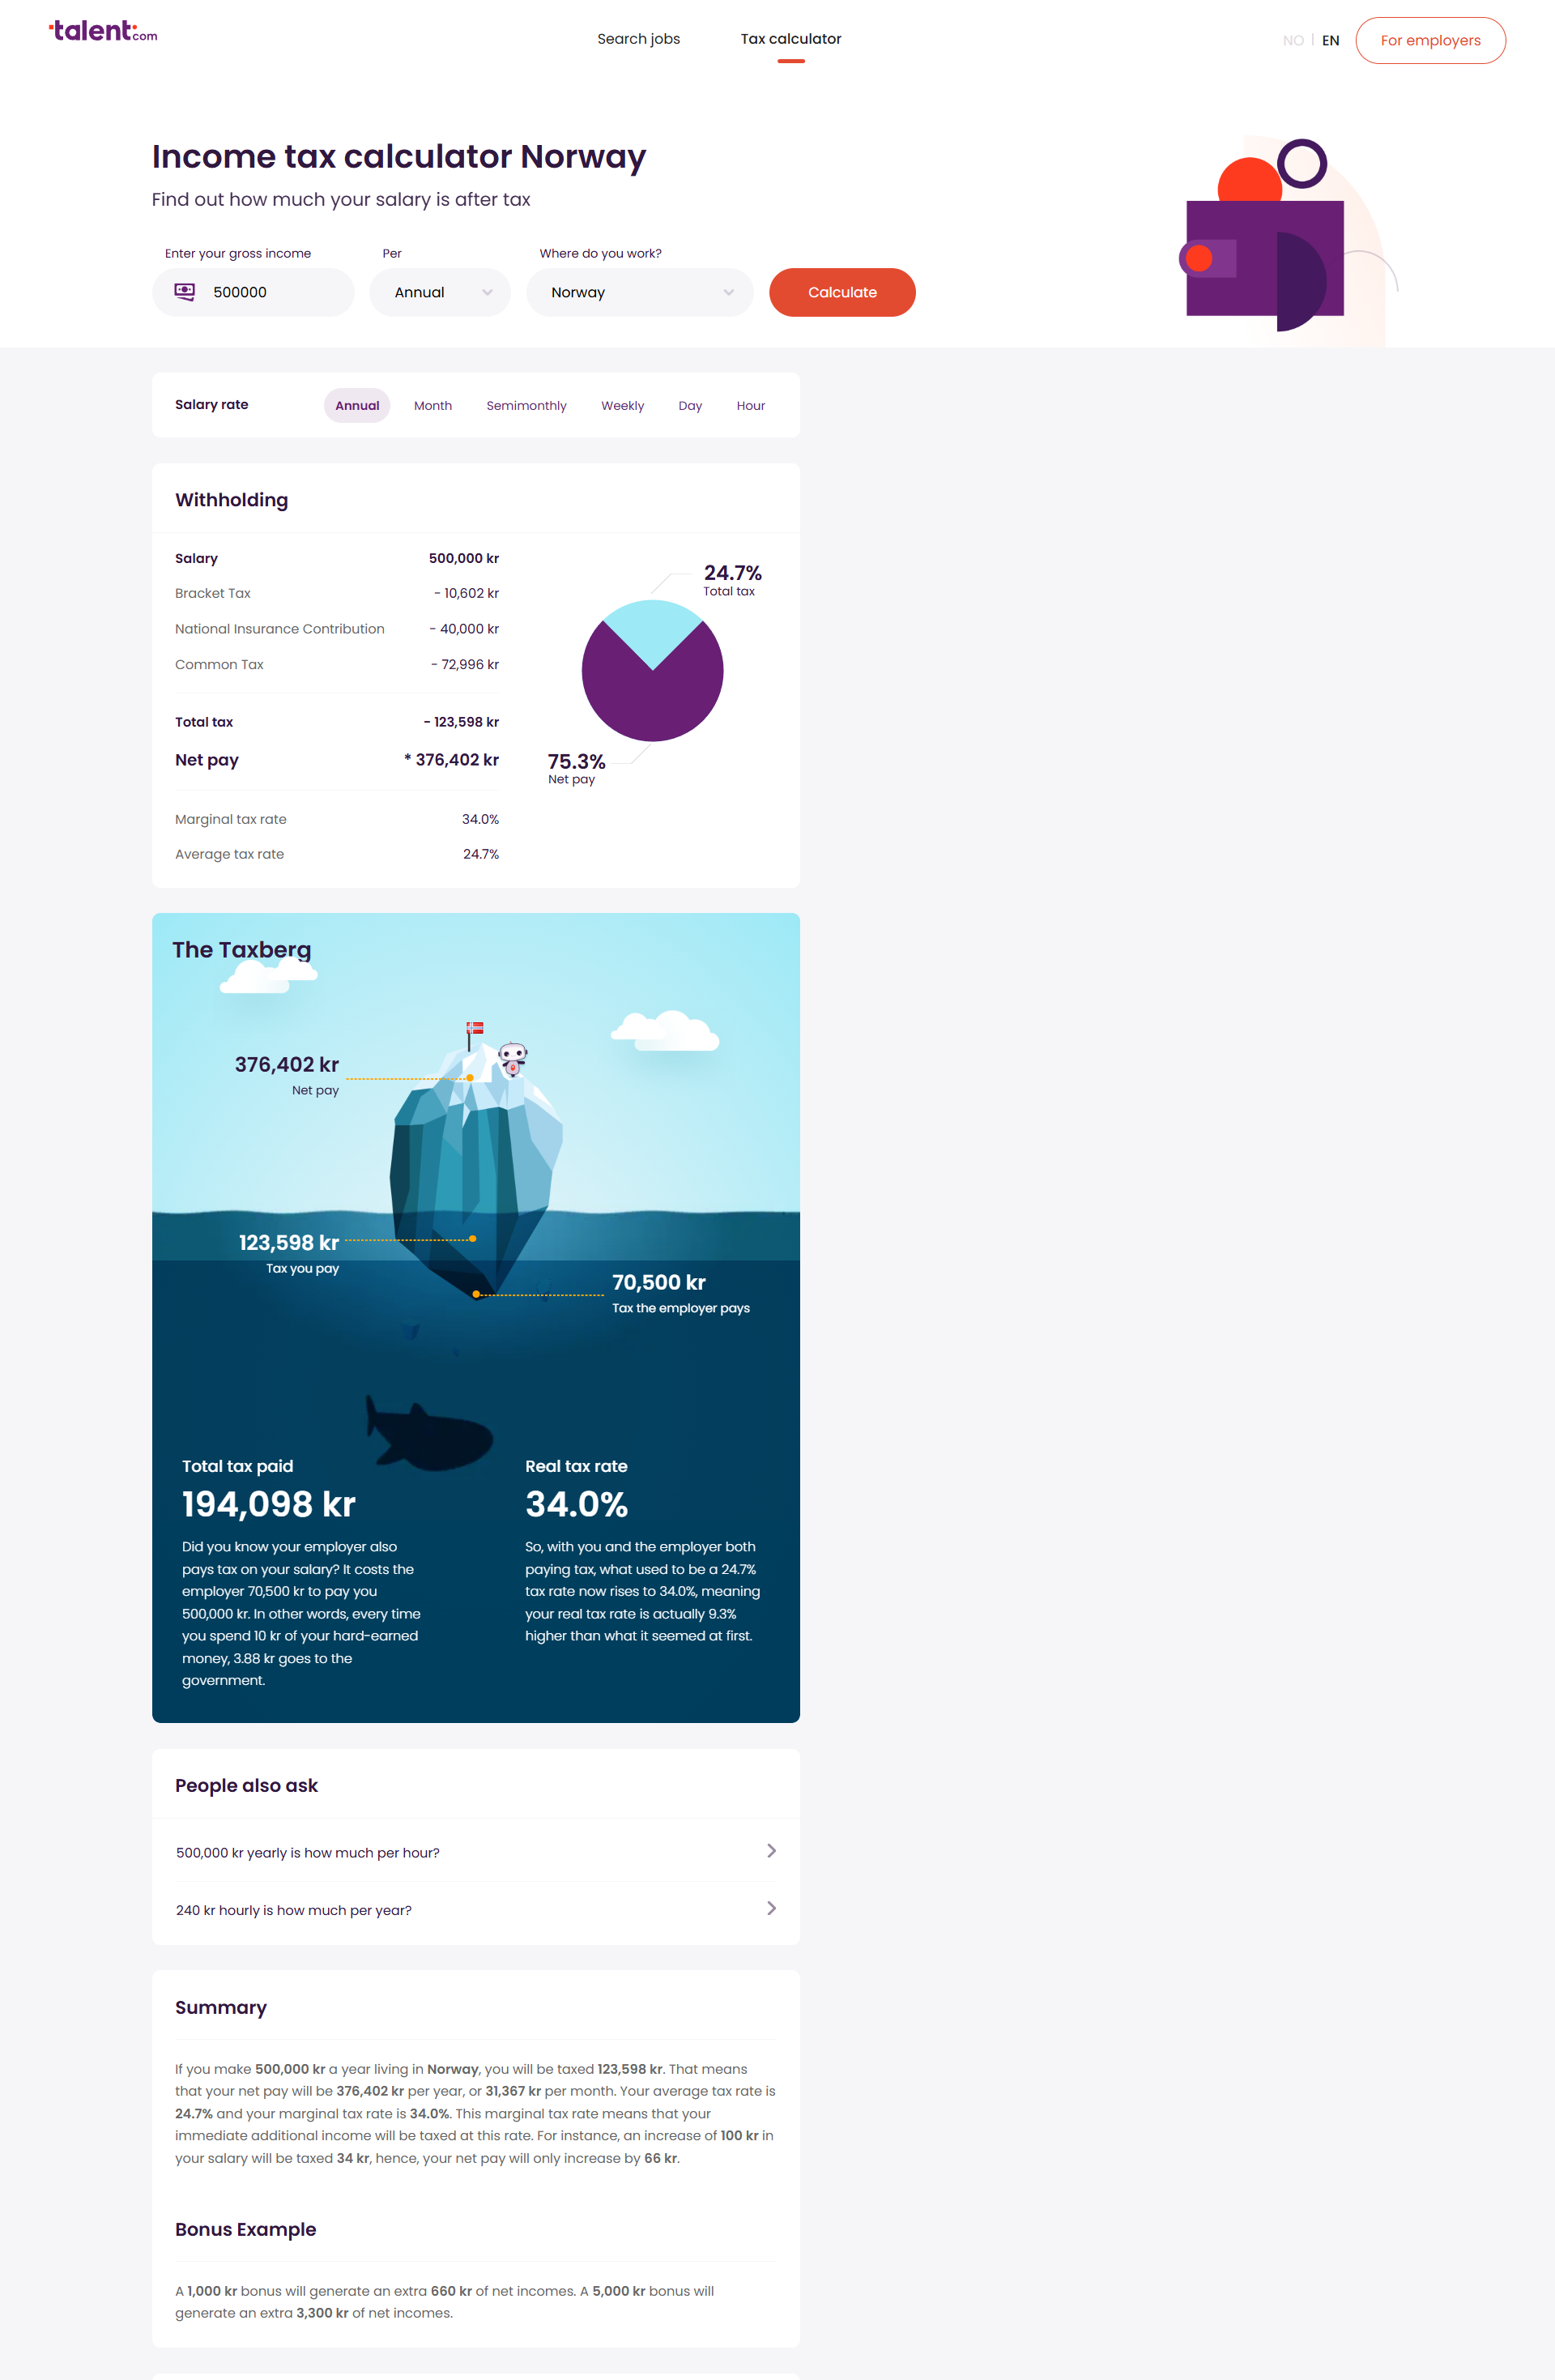 talent.com
Search jobs
Tax calculator
NO | EN
For employers
Income tax calculator Norway
Find out how much your salary is after tax
Enter your gross income
Per
Where do you work?
500000
Annual
Norway
Calculate
Salary rate
Annual
Month
Semimonthly
Weekly
Day
Hour
Withholding
Salary 500,000 kr
Bracket Tax - 10,602 kr
National Insurance Contribution - 40,000 kr
Common Tax - 72,996 kr
Total tax - 123,598 kr
Net pay * 376,402 kr
Marginal tax rate 34.0%
Average tax rate 24.7%
24.7%
Total tax
75.3%
Net pay
The Taxberg
376,402 kr
Net pay
123,598 kr
Tax you pay
70,500 kr
Tax the employer pays
Total tax paid
194,098 kr
Did you know your employer also
pays tax on your salary? It costs the
employer 70,500 kr to pay you
500,000 kr. In other words, every time
you spend 10 kr of your hard-earned
money, 3.88 kr goes to the
government.
Real tax rate
34.0%
So, with you and the employer both
paying tax, what used to be a 24.7%
tax rate now rises to 34.0%, meaning
your real tax rate is actually 9.3%
higher than what it seemed at first.
People also ask
500,000 kr yearly is how much per hour?
240 kr hourly is how much per year?
Summary
If you make 500,000 kr a year living in Norway, you will be taxed 123,598 kr. That means
that your net pay will be 376,402 kr per year, or 31,367 kr per month. Your average tax rate is
24.7% and your marginal tax rate is 34.0%. This marginal tax rate means that your
immediate additional income will be taxed at this rate. For instance, an increase of 100 kr in
your salary will be taxed 34 kr, hence, your net pay will only increase by 66 kr.
Bonus Example
A 1,000 kr bonus will generate an extra 660 kr of net incomes. A 5,000 kr bonus will
generate an extra 3,300 kr of net incomes.